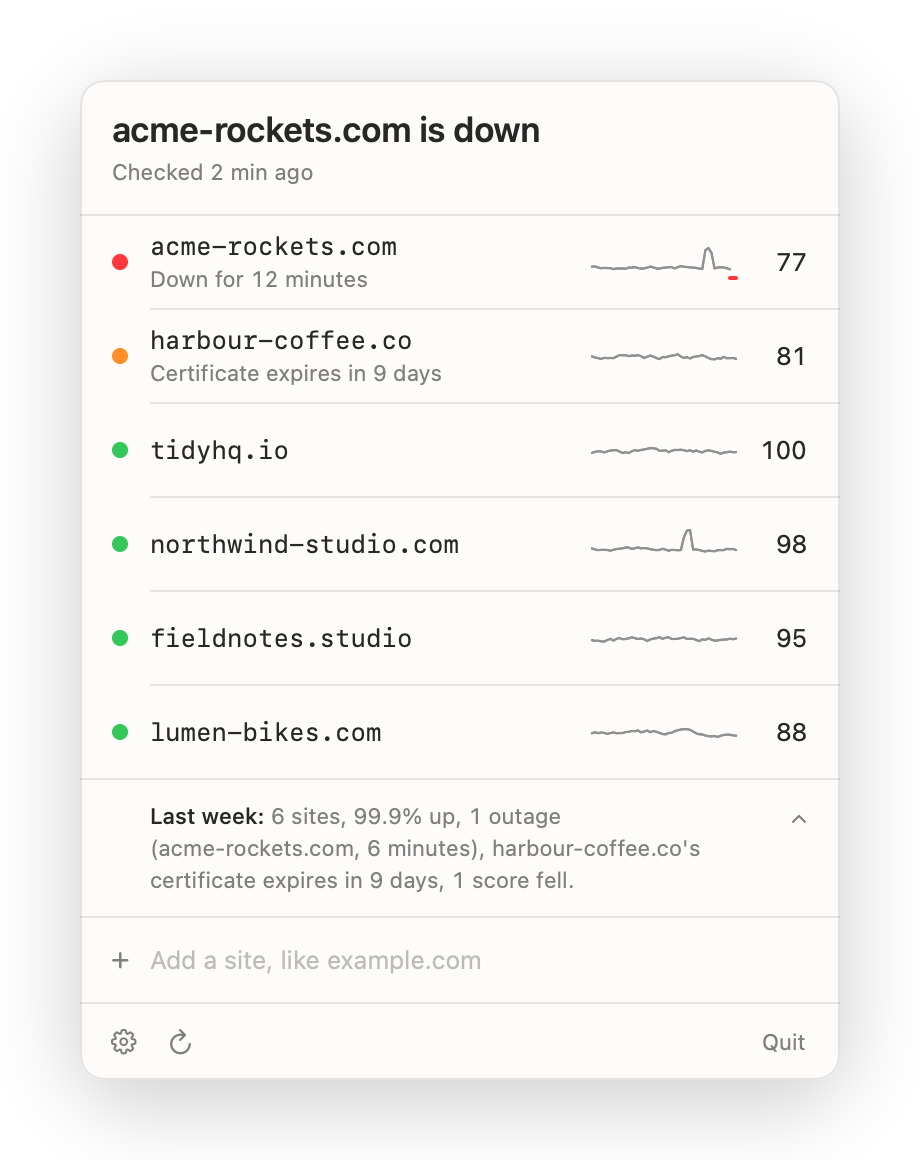 acme-rockets.com is down
Checked 2 min ago
acme-rockets.com
Down for 12 minutes
77
harbour-coffee.co
Certificate expires in 9 days
81
tidyhq.io
100
northwind-studio.com
98
fieldnotes.studio
95
lumen-bikes.com
88
Last week: 6 sites, 99.9% up, 1 outage
(acme-rockets.com, 6 minutes), harbour-coffee.co's
certificate expires in 9 days, 1 score fell.
Add a site, like example.com
Quit